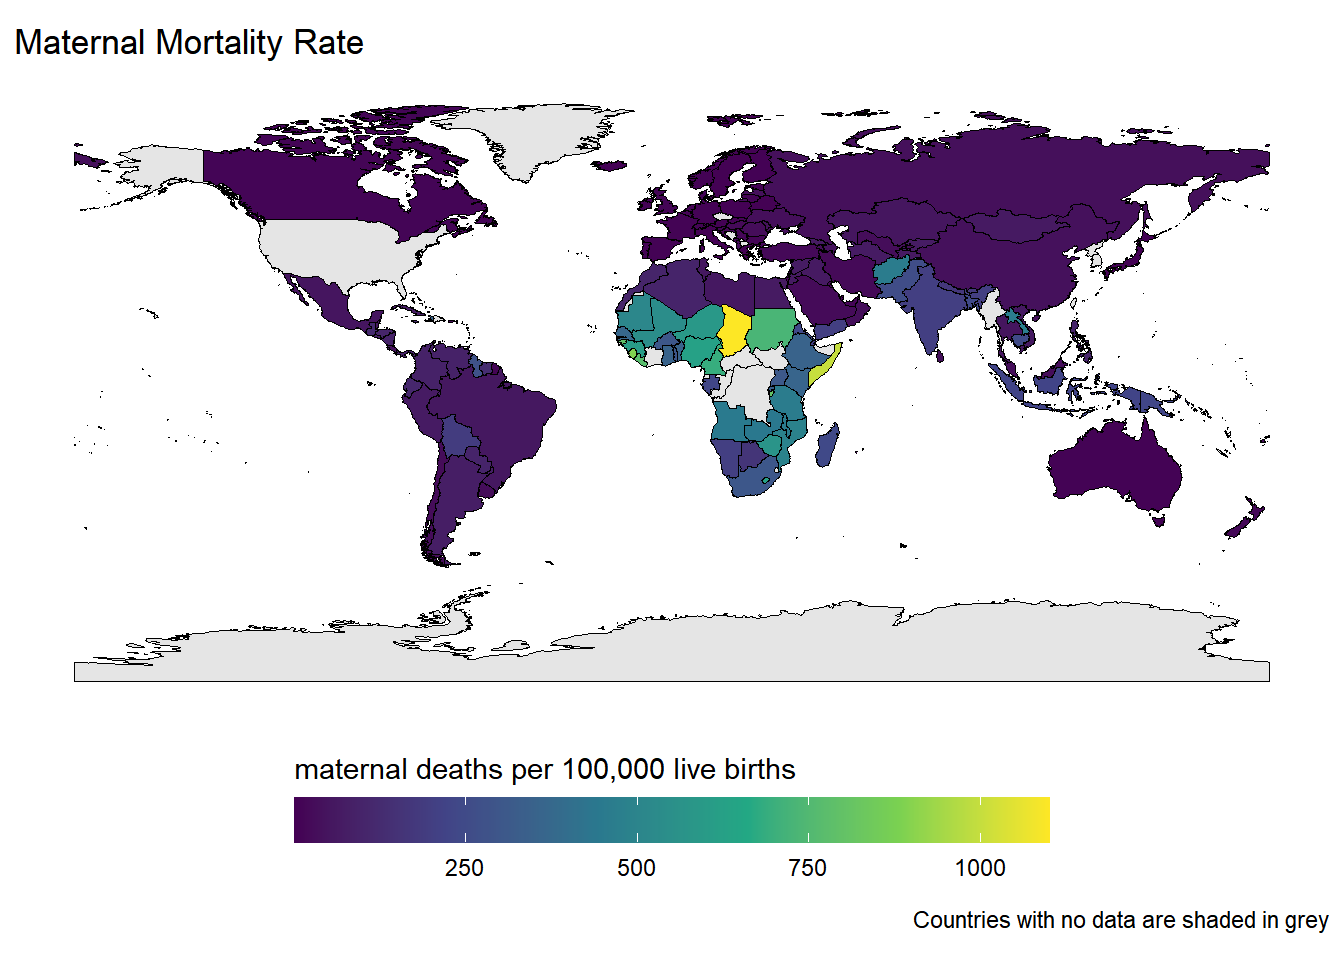 Maternal Mortality Rate
maternal deaths per 100,000 live births
250 500 750 1000
Countries with no data are shaded in grey